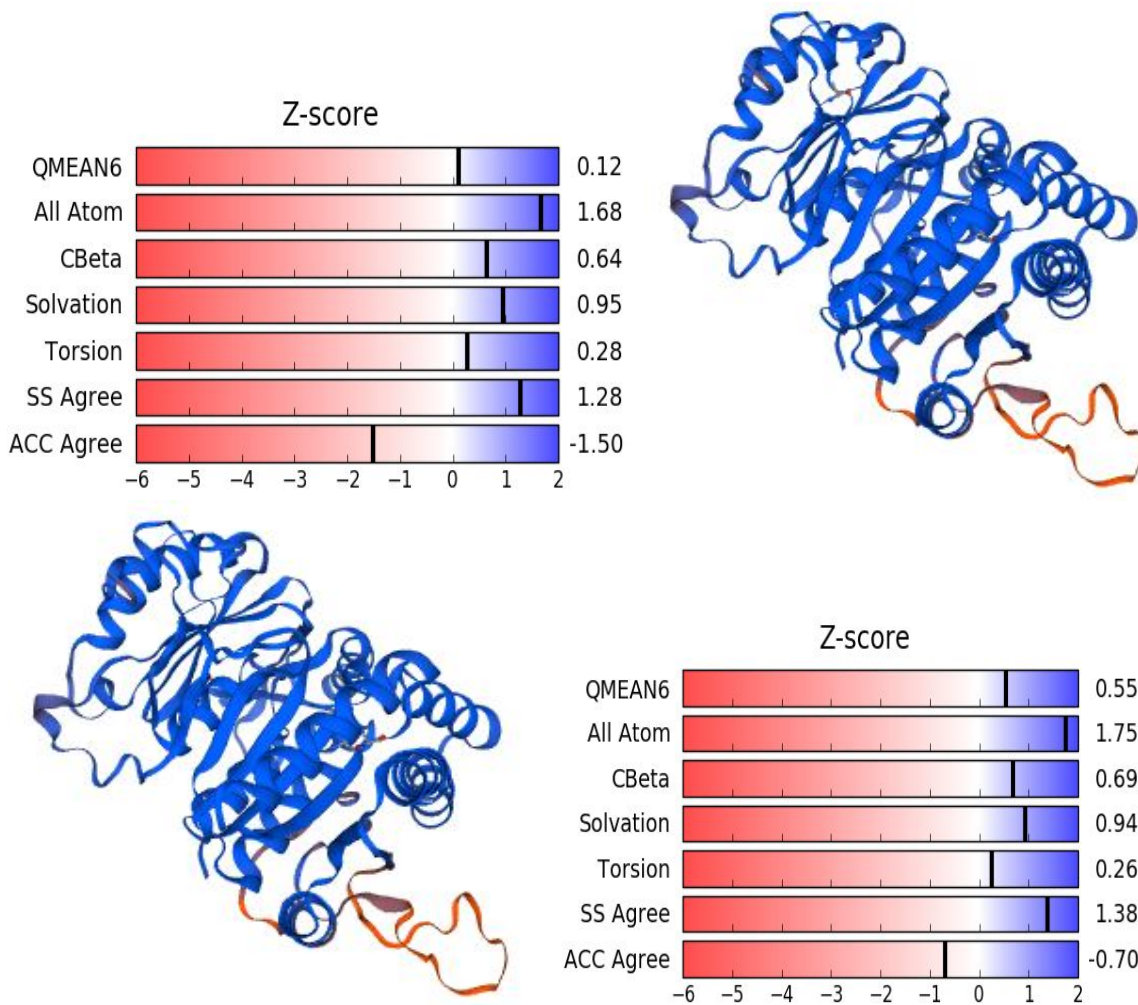 Z-score
QMEAN6 0.12
All Atom 1.68
CBeta 0.64
Solvation 0.95
Torsion 0.28
SS Agree 1.28
ACC Agree -1.50
−6 −5 −4 −3 −2 −1 0 1 2
Z-score
QMEAN6 0.55
All Atom 1.75
CBeta 0.69
Solvation 0.94
Torsion 0.26
SS Agree 1.38
ACC Agree -0.70
−6 −5 −4 −3 −2 −1 0 1 2